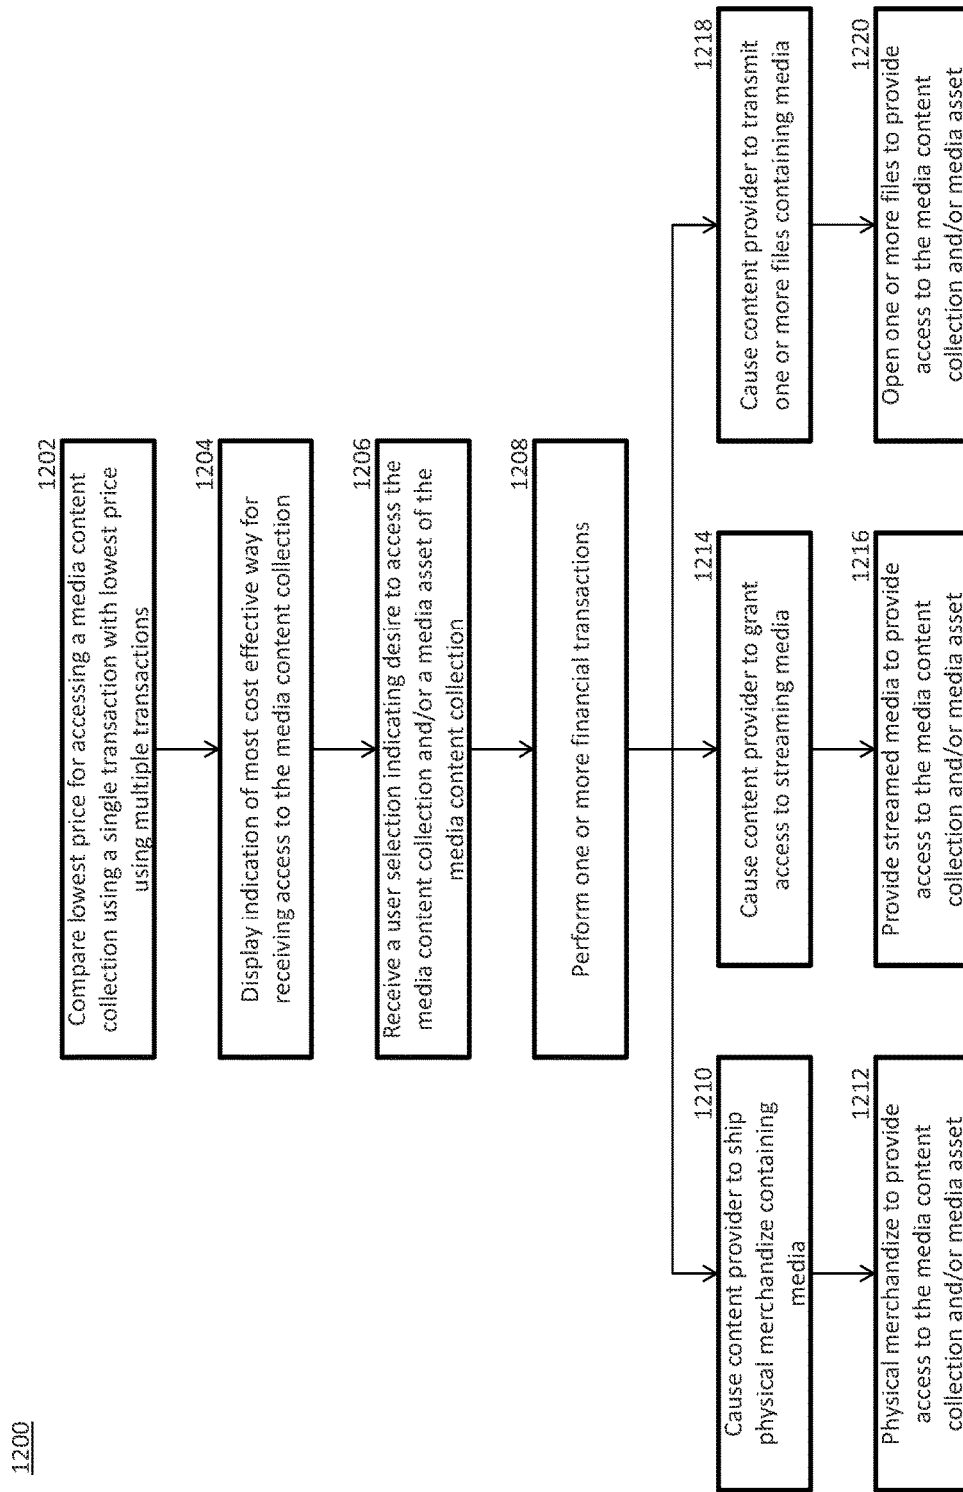 1200
1202
Compare lowest price for accessing a media content
collection using a single transaction with lowest price
using multiple transactions
1204
Display indication of most cost effective way for
receiving access to the media content collection
1206
Receive a user selection indicating desire to access the
media content collection and/or a media asset of the
media content collection
1208
Perform one or more financial transactions
1210
Cause content provider to ship
physical merchandize containing
media
1212
Physical merchandize to provide
access to the media content
collection and/or media asset
1214
Cause content provider to grant
access to streaming media
1216
Provide streamed media to provide
access to the media content
collection and/or media asset
1218
Cause content provider to transmit
one or more files containing media
1220
Open one or more files to provide
access to the media content
collection and/or media asset